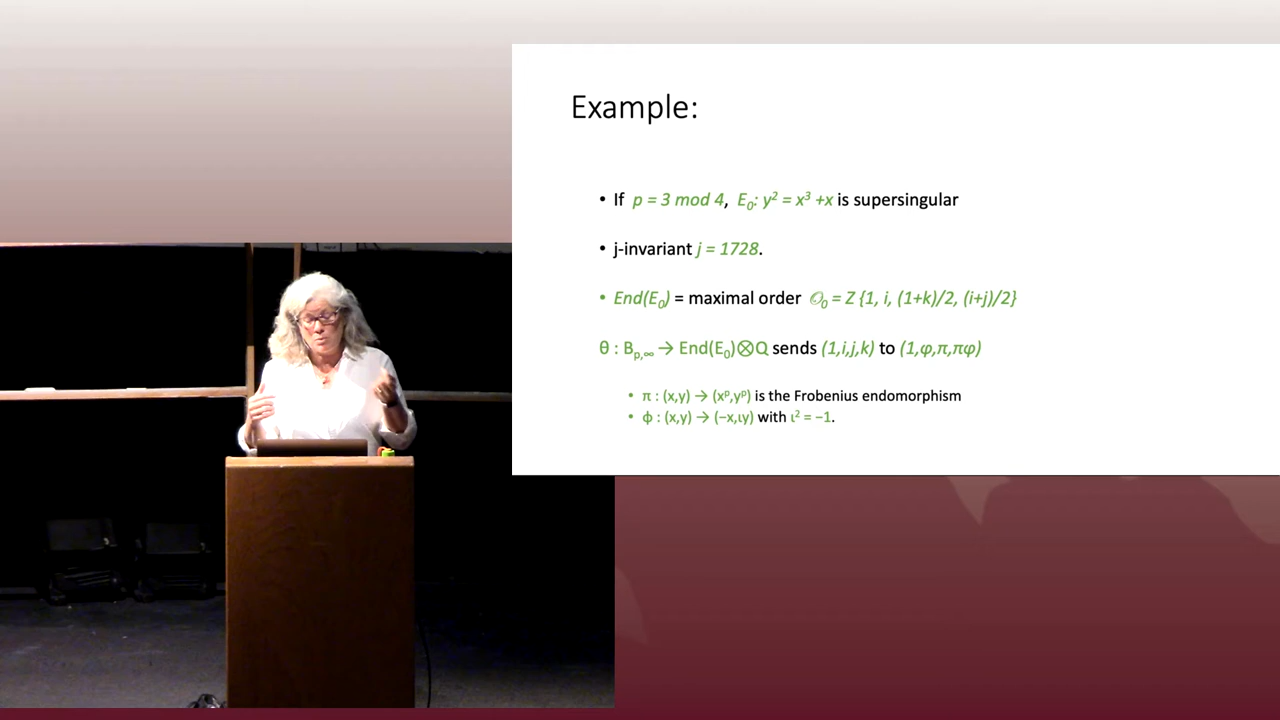 Example:
• If p = 3 mod 4, E₀: y² = x³ +x is supersingular
• j-invariant j = 1728.
• End(E₀) = maximal order 𝒪₀ = Z {1, i, (1+k)/2, (i+j)/2}
θ : Bₚ,∞ → End(E₀)⊗Q sends (1,i,j,k) to (1,φ,π,πφ)
• π : (x,y) → (xᵖ,yᵖ) is the Frobenius endomorphism
• ϕ : (x,y) → (−x,ιy) with ι² = −1.